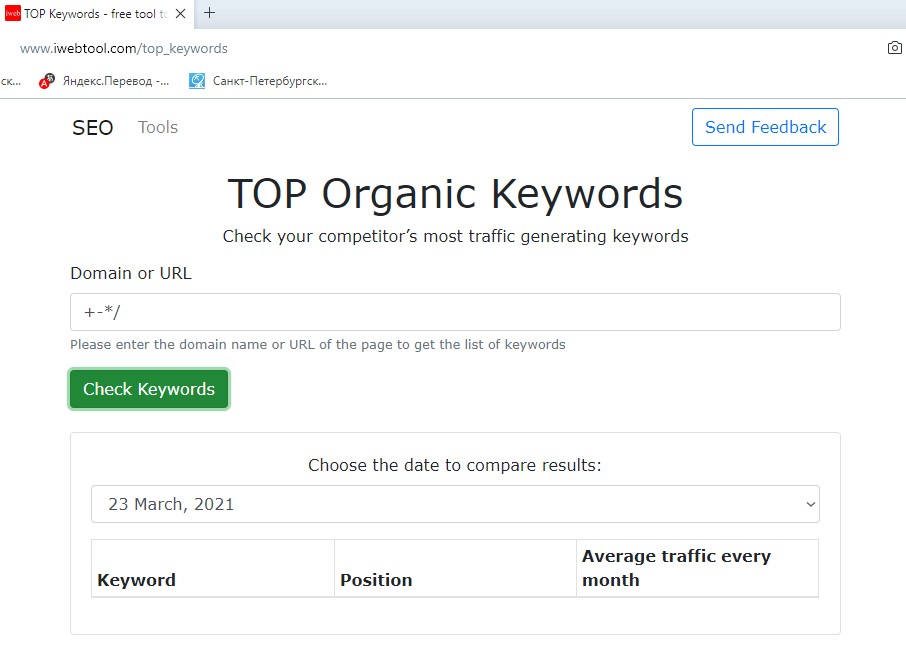 iweb TOP Keywords - free tool to
www.iwebtool.com/top_keywords
ск... Яндекс.Перевод -... Санкт-Петербургск...
SEO Tools Send Feedback
TOP Organic Keywords
Check your competitor’s most traffic generating keywords
Domain or URL
+-*/
Please enter the domain name or URL of the page to get the list of keywords
Check Keywords
Choose the date to compare results:
23 March, 2021
Keyword Position Average traffic every
month